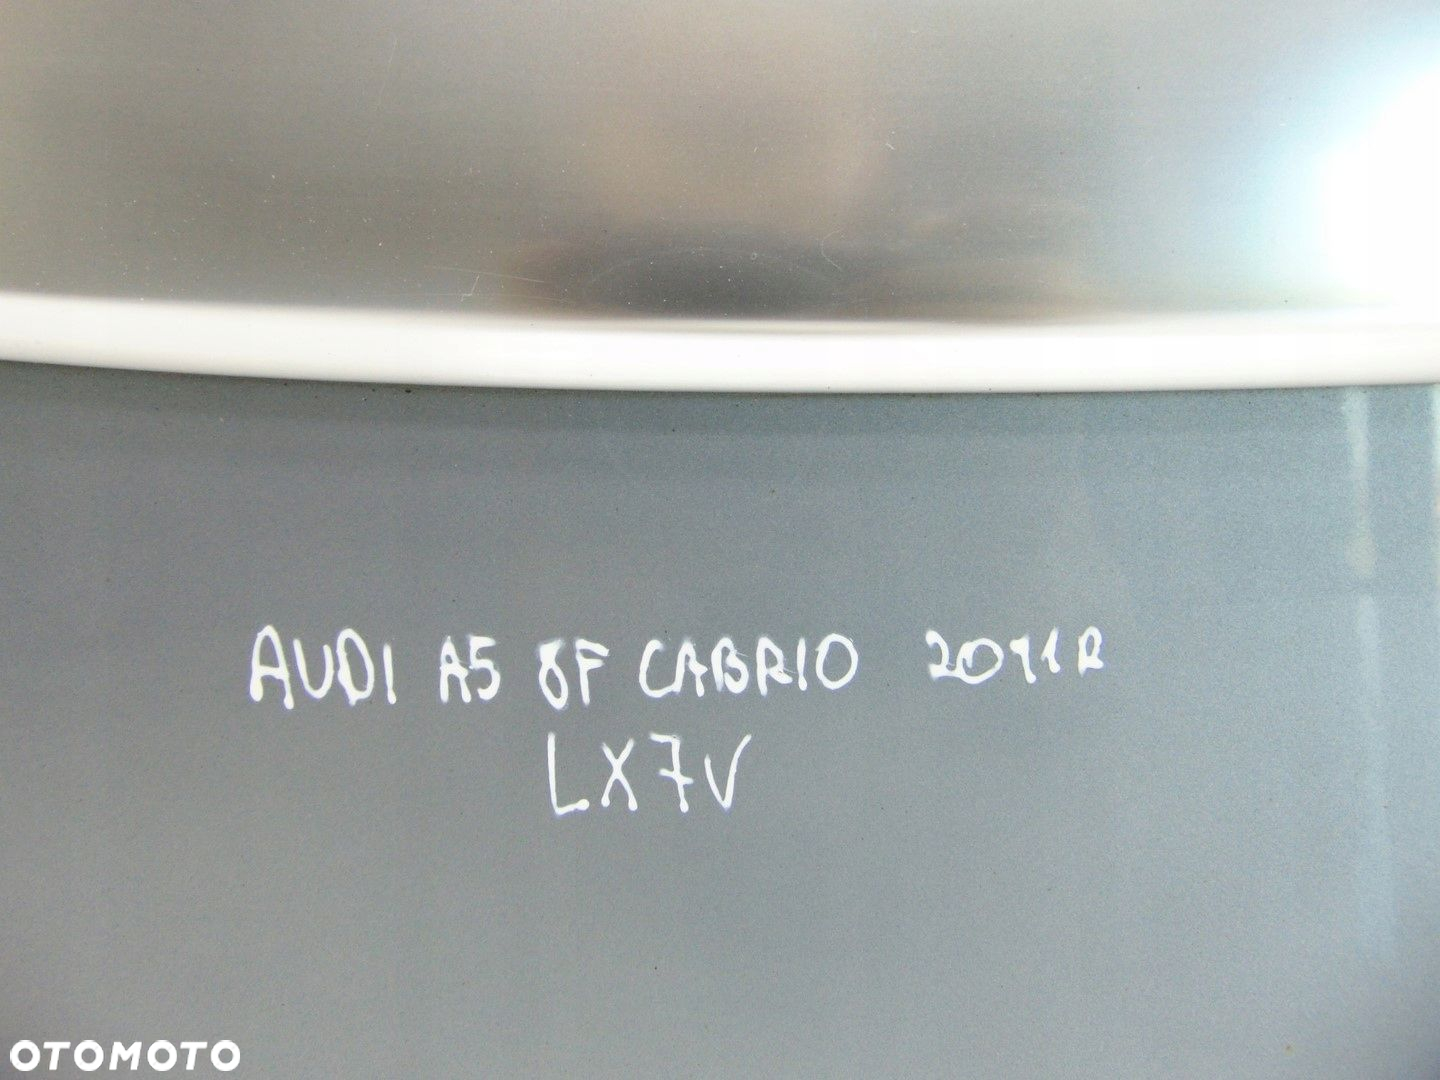 AUDI A5 8F CABRIO 2011R
LX7V
OTOMOTO